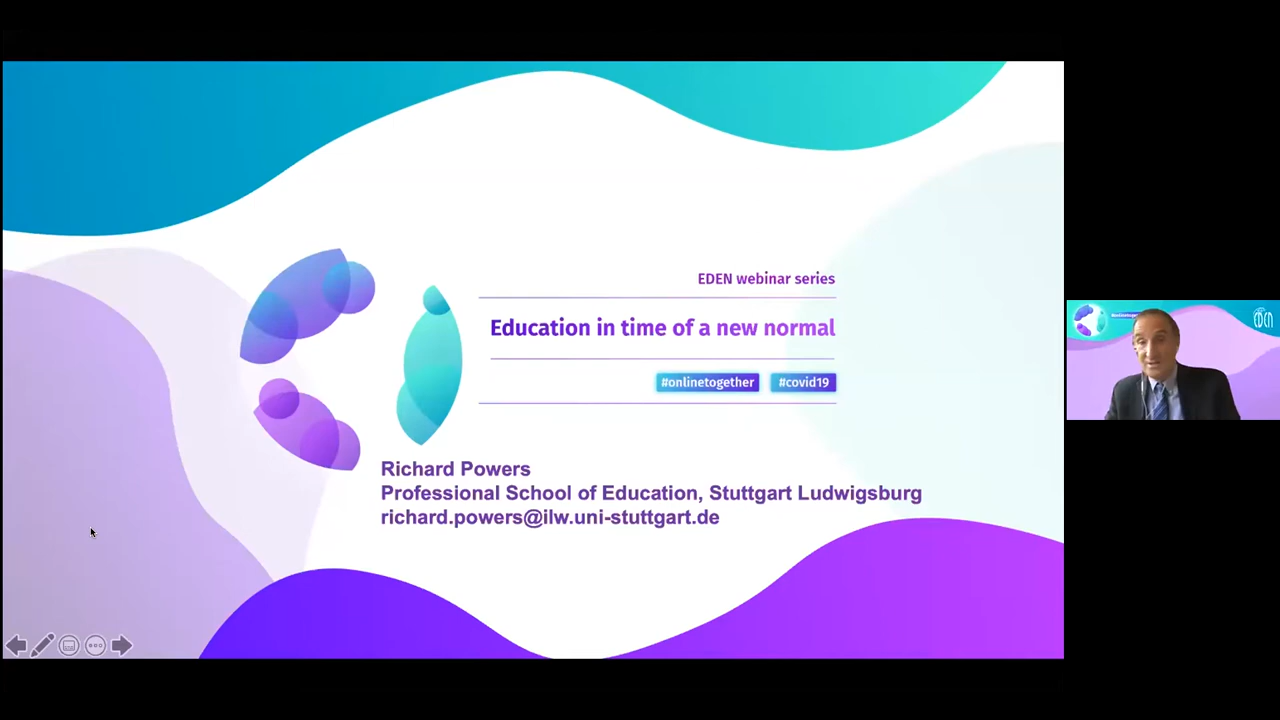 EDEN webinar series
Education in time of a new normal
#onlinetogether #covid19
Richard Powers
Professional School of Education, Stuttgart Ludwigsburg
richard.powers@ilw.uni-stuttgart.de